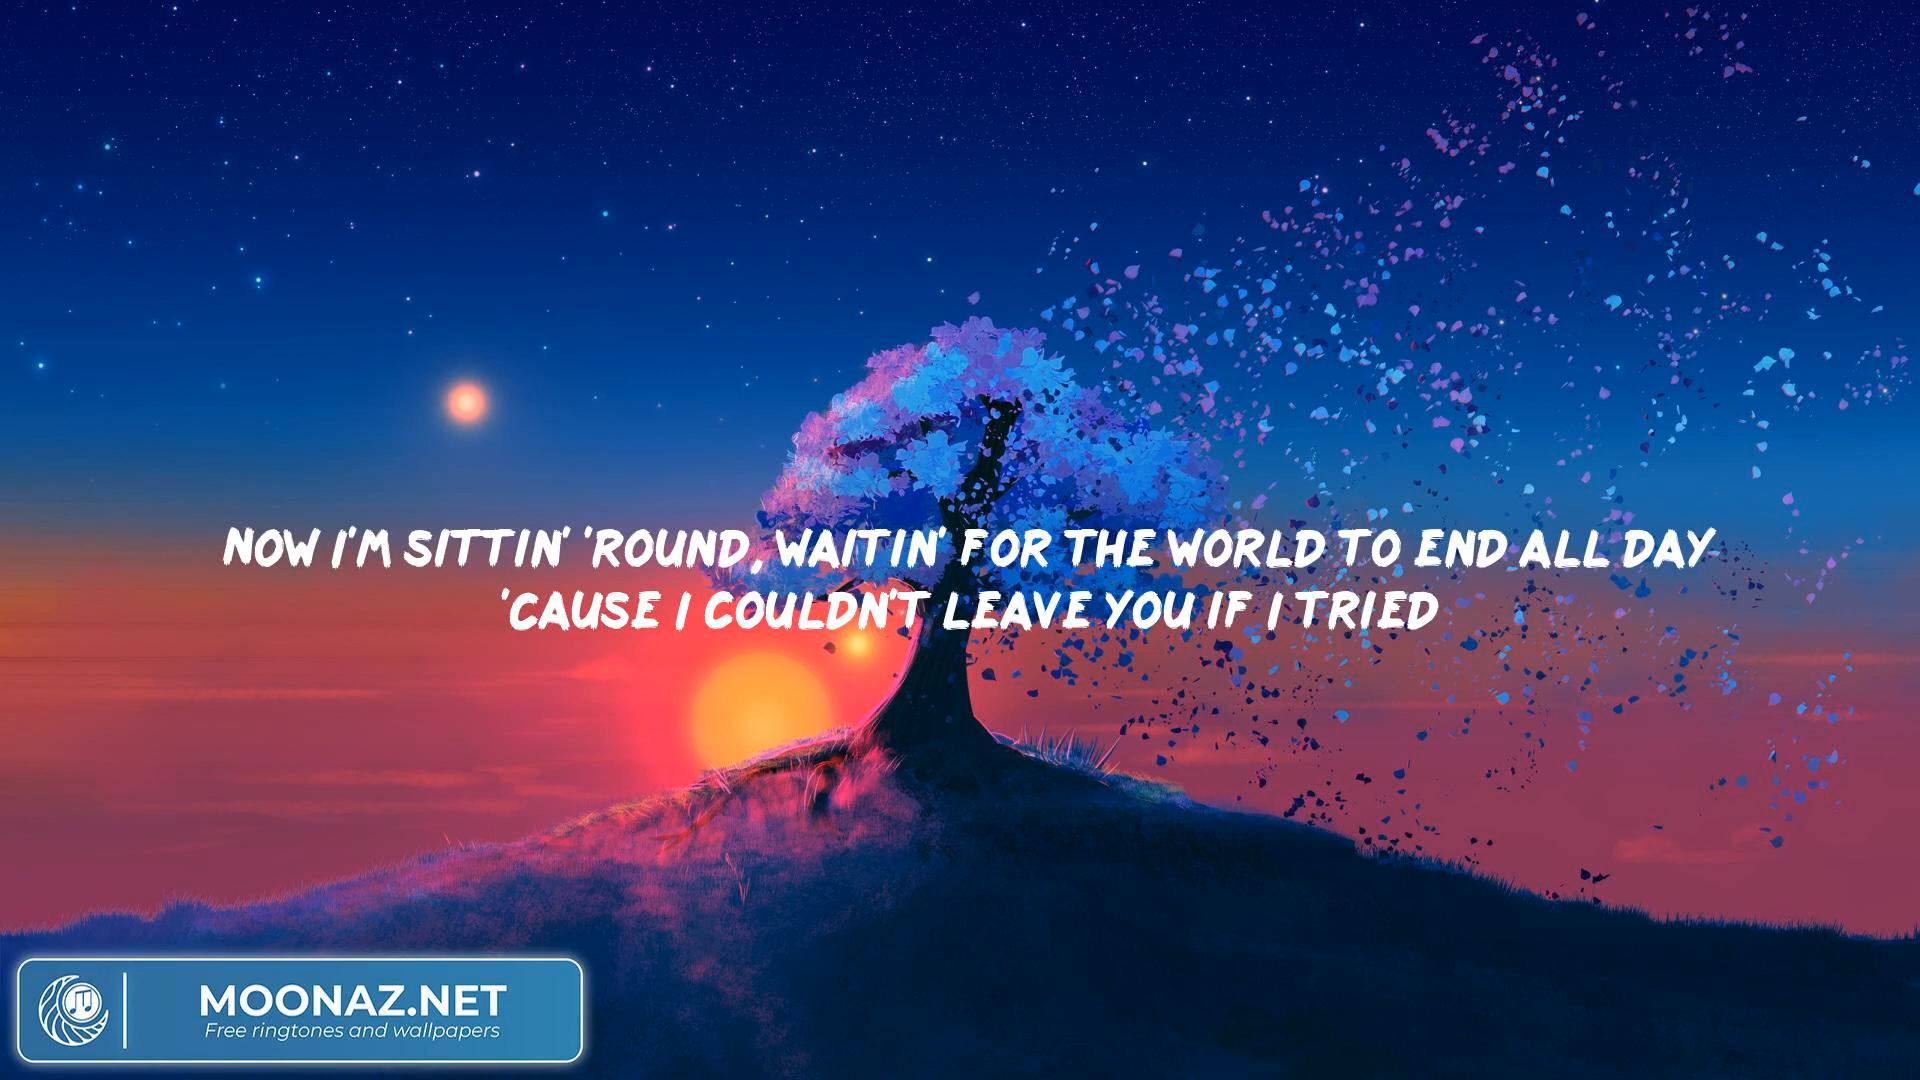 NOW I'M SITTIN' 'ROUND, WAITIN' FOR THE WORLD TO END ALL DAY
'CAUSE I COULDN'T LEAVE YOU IF I TRIED
MOONAZ.NET
Free ringtones and wallpapers